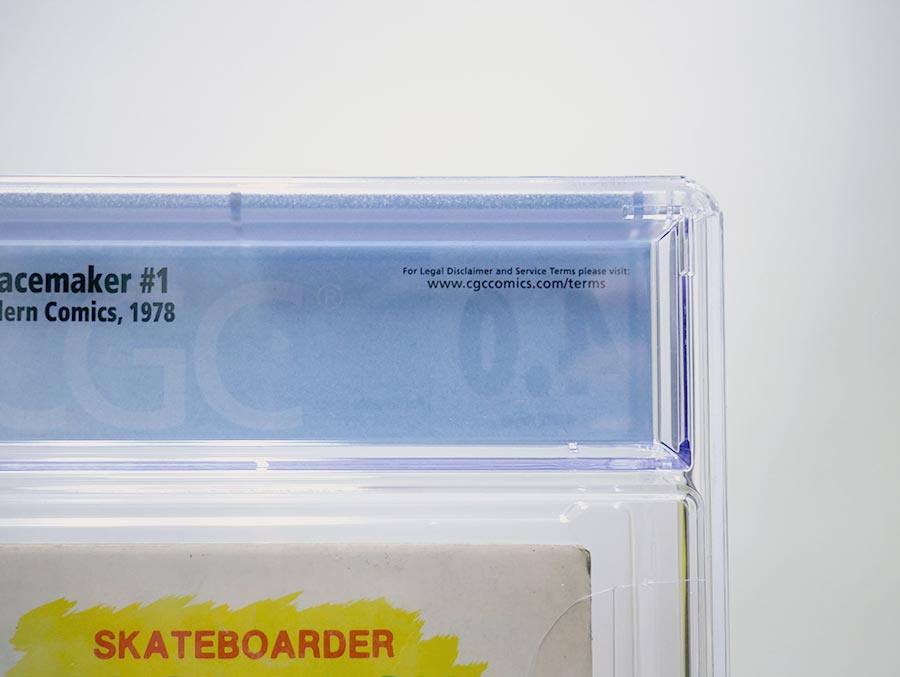 acemaker #1
dern Comics, 1978
For Legal Disclaimer and Service Terms please visit:
www.cgccomics.com/terms
CGC®
SKATEBOARDER